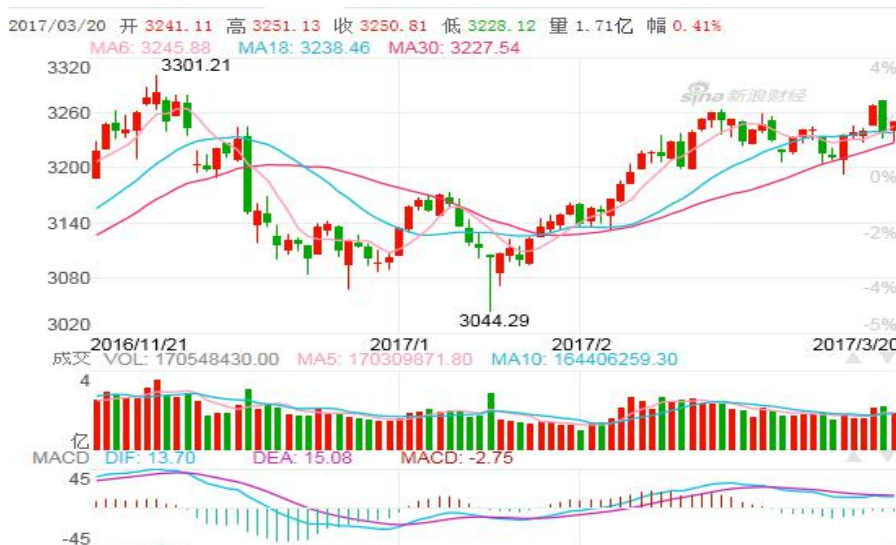 2017/03/20 开 3241.11 高 3251.13 收 3250.81 低 3228.12 量 1.71亿 幅 0.41%
MA6: 3245.88 MA18: 3238.46 MA30: 3227.54
3320 3301.21 4%
sina新浪财经
3260
3200 0%
3140 -2%
3080 -4%
3020 3044.29 -5%
2016/11/21 2017/1 2017/2 2017/3/20
成交 VOL: 170548430.00 MA5: 170309871.80 MA10: 164406259.30
4
亿
MACD DIF: 13.70 DEA: 15.08 MACD: -2.75
45
-45